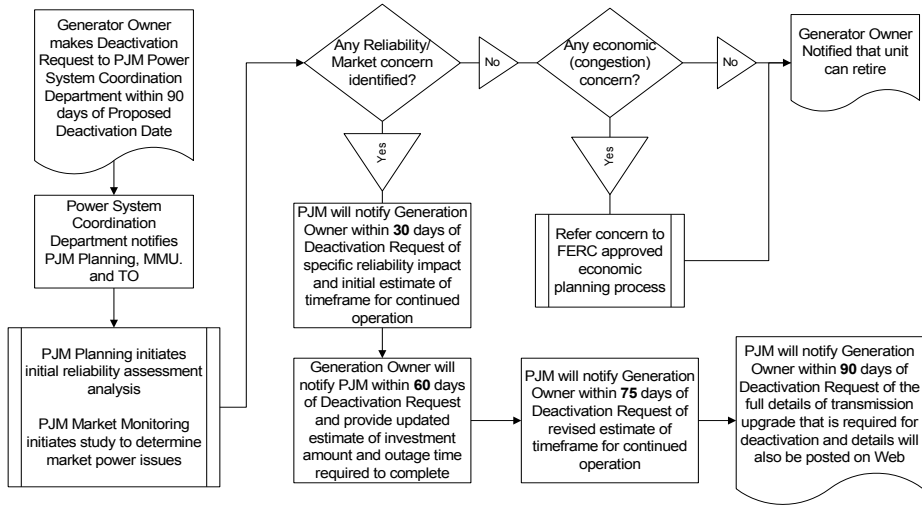 Generator Owner
makes Deactivation
Request to PJM Power
System Coordination
Department within 90
days of Proposed
Deactivation Date
Power System
Coordination
Department notifies
PJM Planning, MMU.
and TO
PJM Planning initiates
initial reliability assessment
analysis
PJM Market Monitoring
initiates study to determine
market power issues
Any Reliability/
Market concern
identified?
No
Any economic
(congestion)
concern?
No
Generator Owner
Notified that unit
can retire
Yes
Yes
PJM will notify Generation
Owner within 30 days of
Deactivation Request of
specific reliability impact
and initial estimate of
timeframe for continued
operation
Refer concern to
FERC approved
economic
planning process
Generation Owner will
notify PJM within 60 days
of Deactivation Request
and provide updated
estimate of investment
amount and outage time
required to complete
PJM will notify Generation
Owner within 75 days of
Deactivation Request of
revised estimate of
timeframe for continued
operation
PJM will notify Generation
Owner within 90 days of
Deactivation Request of the
full details of transmission
upgrade that is required for
deactivation and details will
also be posted on Web